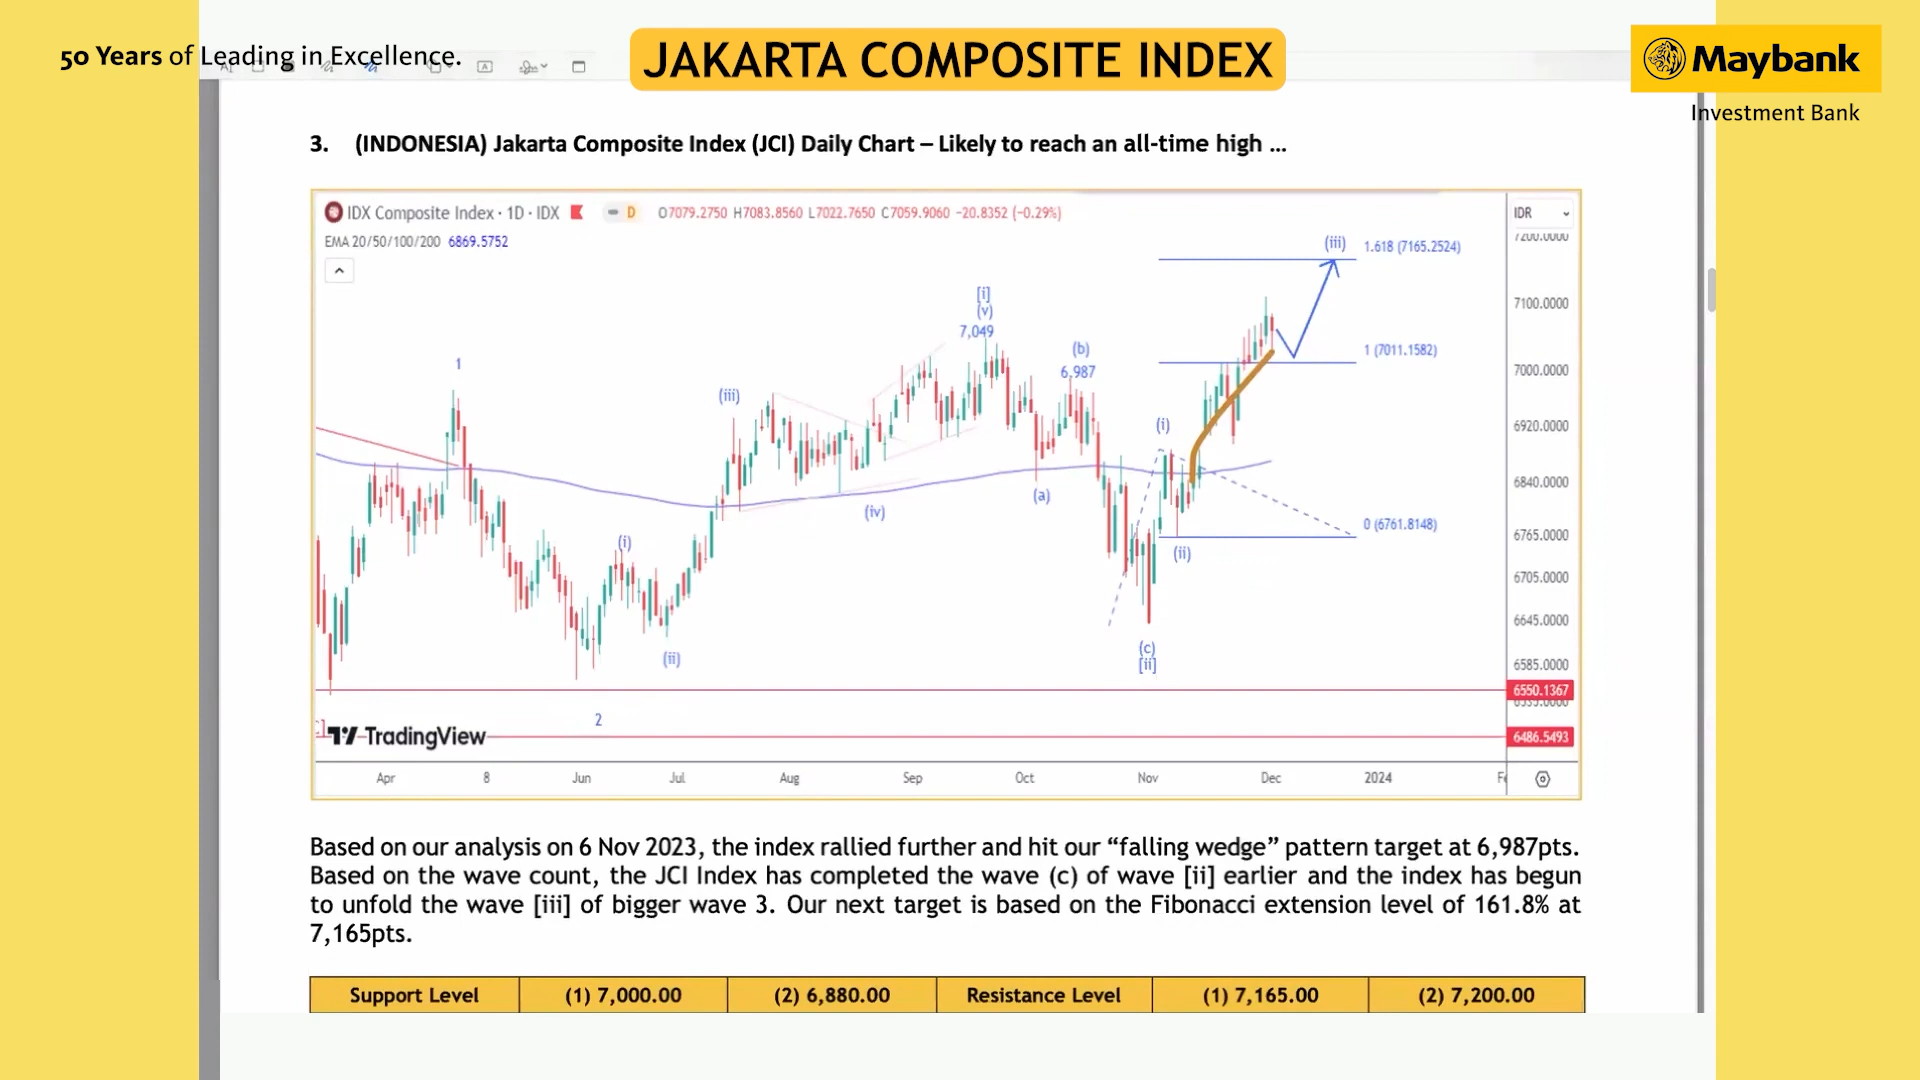 50 Years of Leading in Excellence.
JAKARTA COMPOSITE INDEX
Maybank
Investment Bank
3. (INDONESIA) Jakarta Composite Index (JCI) Daily Chart – Likely to reach an all-time high ...
IDX Composite Index · 1D · IDX D O7079.2750 H7083.8560 L7022.7650 C7059.9060 −20.8352 (−0.29%)
IDR
EMA 20/50/100/200 6869.5752
7200.0000
(iii) 1.618 (7165.2524)
[i]
(v)
7,049
7100.0000
(b)
6,987
1 (7011.1582)
7000.0000
1
(iii)
(i)
6920.0000
6840.0000
(a)
(iv)
0 (6761.8148)
6765.0000
(i)
(ii)
6705.0000
6645.0000
(ii)
(c)
[ii]
6585.0000
6550.1367
2
TradingView
6486.5493
Apr 8 Jun Jul Aug Sep Oct Nov Dec 2024
Based on our analysis on 6 Nov 2023, the index rallied further and hit our “falling wedge” pattern target at 6,987pts.
Based on the wave count, the JCI Index has completed the wave (c) of wave [ii] earlier and the index has begun
to unfold the wave [iii] of bigger wave 3. Our next target is based on the Fibonacci extension level of 161.8% at
7,165pts.
Support Level (1) 7,000.00 (2) 6,880.00 Resistance Level (1) 7,165.00 (2) 7,200.00